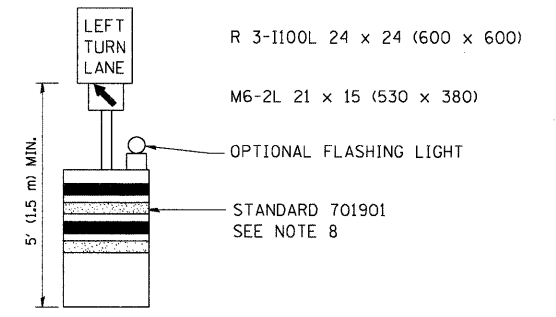 LEFT
TURN
LANE
R 3-I100L 24 x 24 (600 x 600)
M6-2L 21 x 15 (530 x 380)
OPTIONAL FLASHING LIGHT
5' (1.5 m) MIN.
STANDARD 701901
SEE NOTE 8